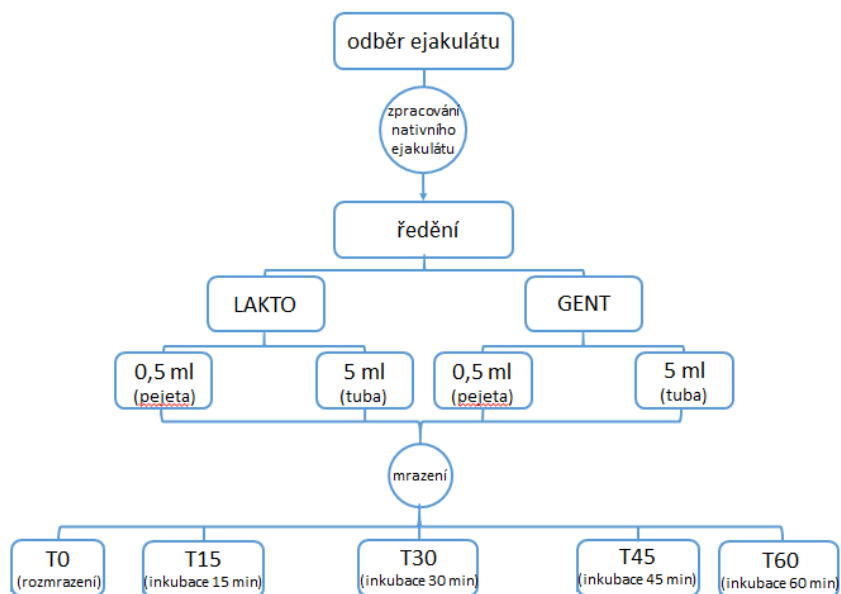 odběr ejakulátu
zpracování
nativního
ejakulátu
ředění
LAKTO
GENT
0,5 ml
(pejeta)
5 ml
(tuba)
0,5 ml
(pejeta)
5 ml
(tuba)
mrazení
T0
(rozmrazení)
T15
(inkubace 15 min)
T30
(inkubace 30 min)
T45
(inkubace 45 min)
T60
(inkubace 60 min)